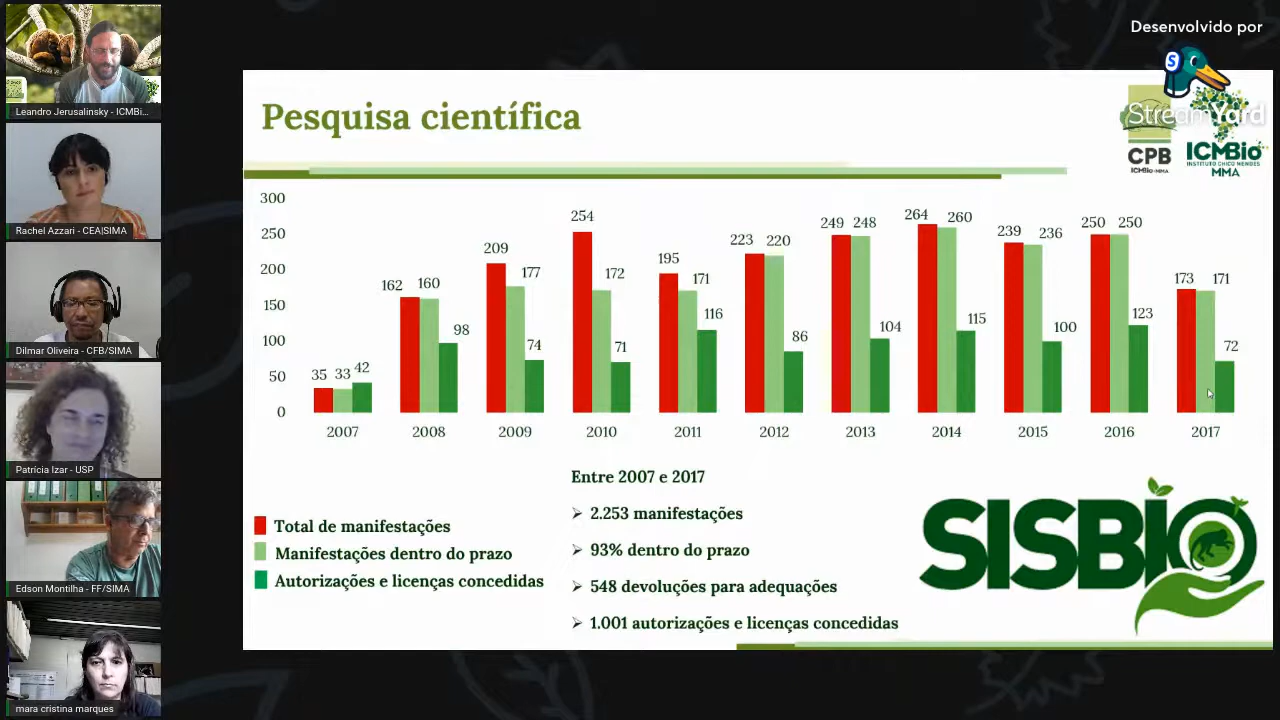 Desenvolvido por
StreamYard
Leandro Jerusalinsky - ICMBi...
Rachel Azzari - CEA|SIMA
Dilmar Oliveira - CFB/SIMA
Patrícia Izar - USP
Edson Montilha - FF/SIMA
mara cristina marques
Pesquisa científica
CPB
ICMBio-MMA
ICMBio
INSTITUTO CHICO MENDES
MMA
300
250
200
150
100
50
0
35 33 42
162 160 98
209 177 74
254 172 71
195 171 116
223 220 86
249 248 104
264 260 115
239 236 100
250 250 123
173 171 72
2007 2008 2009 2010 2011 2012 2013 2014 2015 2016 2017
Total de manifestações
Manifestações dentro do prazo
Autorizações e licenças concedidas
Entre 2007 e 2017
➢ 2.253 manifestações
➢ 93% dentro do prazo
➢ 548 devoluções para adequações
➢ 1.001 autorizações e licenças concedidas
SISBIO